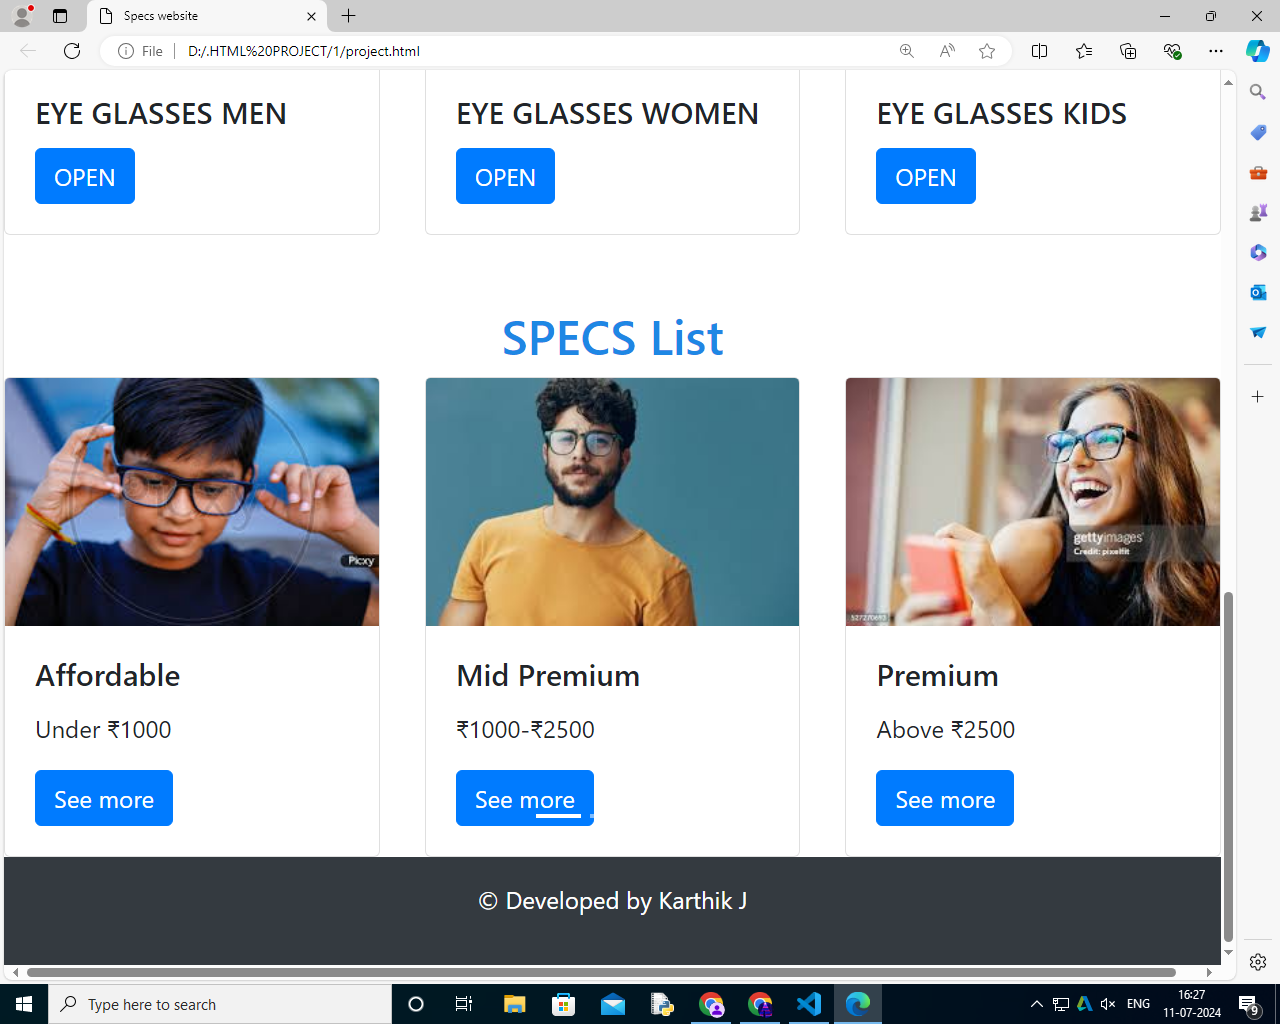 Specs website
File
D:/.HTML%20PROJECT/1/project.html
EYE GLASSES MEN
EYE GLASSES WOMEN
EYE GLASSES KIDS
OPEN
OPEN
OPEN
SPECS List
Picxy
gettyimages
Credit: pixelfit
527270693
Affordable
Mid Premium
Premium
Under ₹1000
₹1000-₹2500
Above ₹2500
See more
See more
See more
© Developed by Karthik J
Type here to search
ENG
16:27
11-07-2024
9